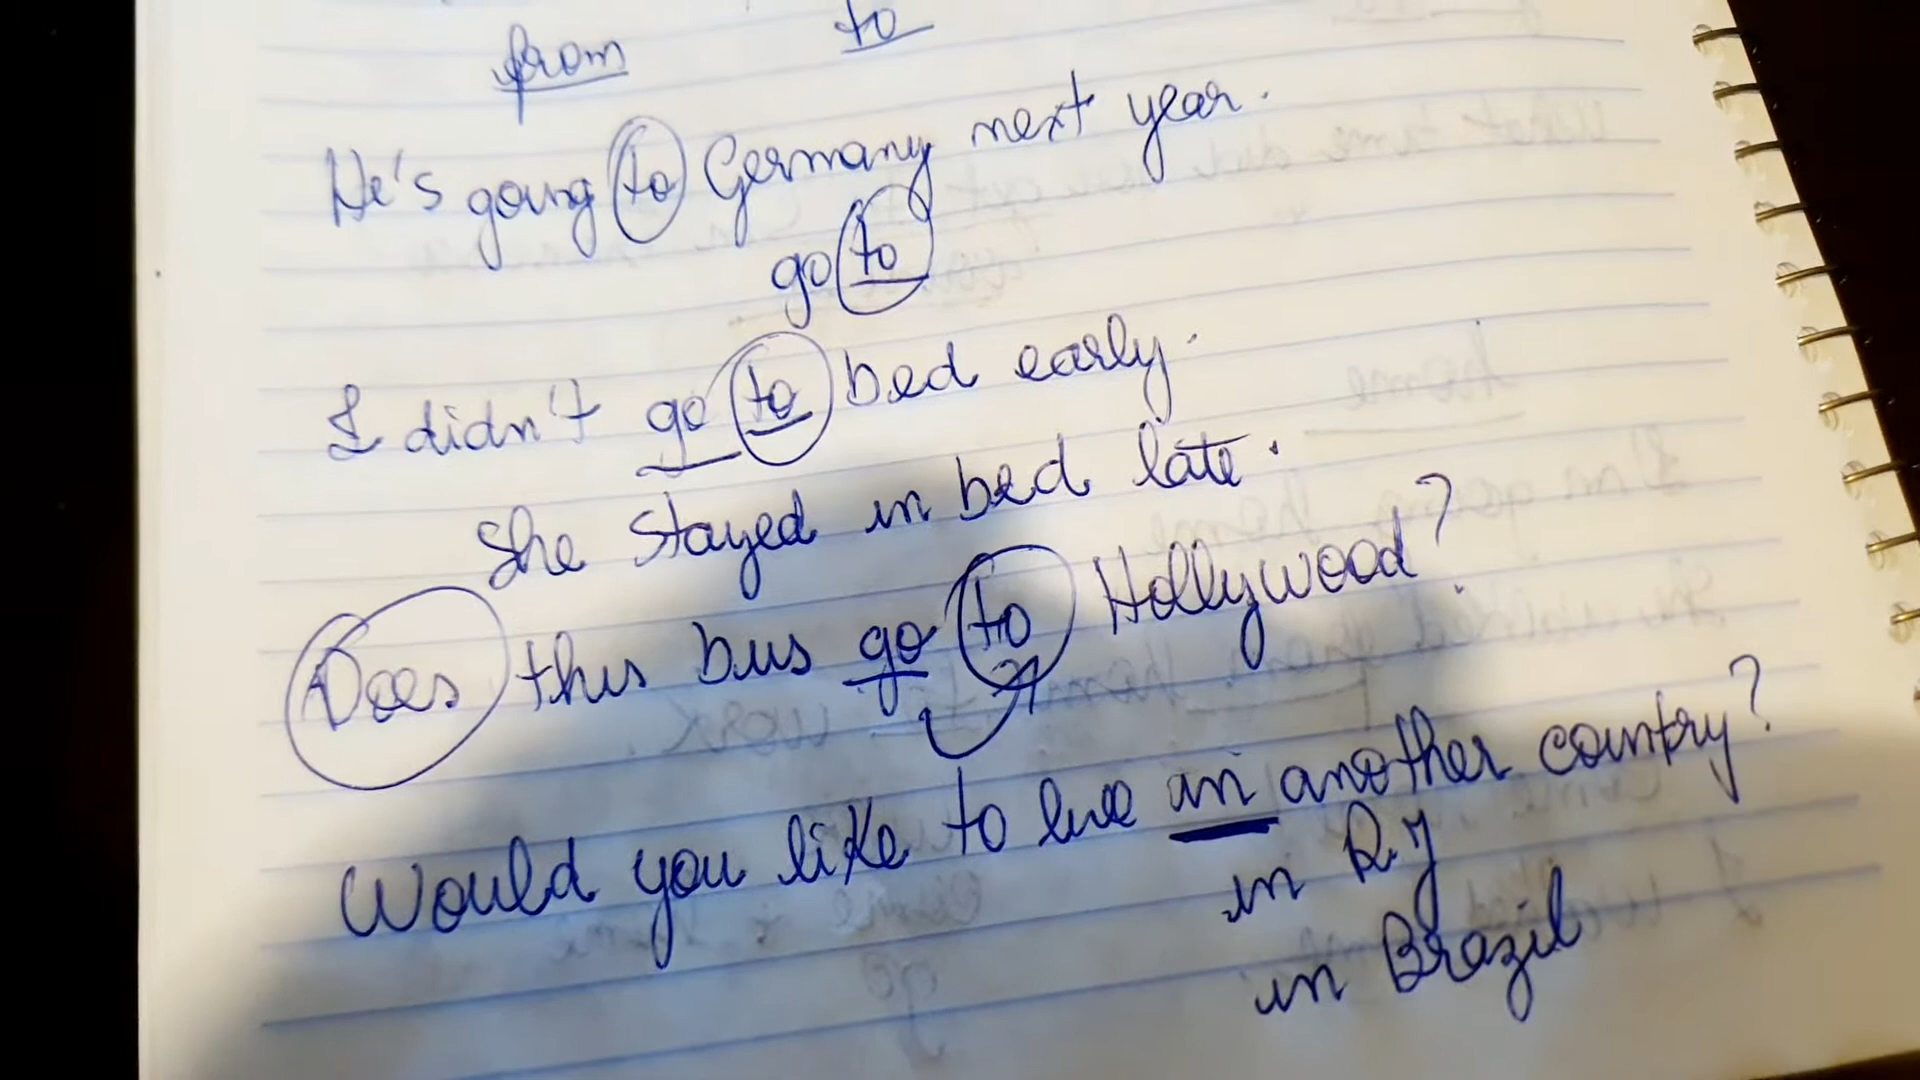 from to
He's going to Germany next year.
go to
I didn't go to bed early.
She stayed in bed late.
Does this bus go to Hollywood?
Would you like to live in another country?
in RJ
in Brazil